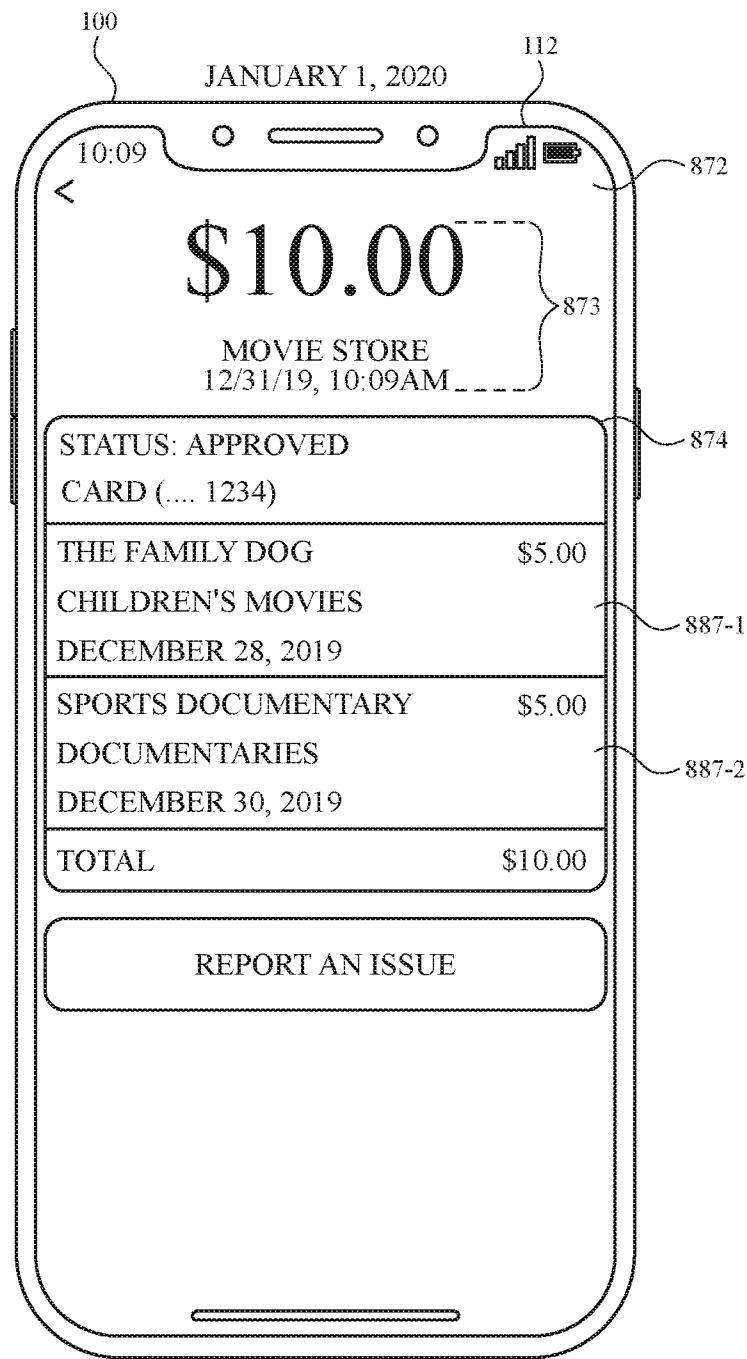 100
JANUARY 1, 2020
112
10:09
872
<
$10.00
873
MOVIE STORE
12/31/19, 10:09AM
874
STATUS: APPROVED
CARD (.... 1234)
THE FAMILY DOG $5.00
CHILDREN'S MOVIES
887-1
DECEMBER 28, 2019
SPORTS DOCUMENTARY $5.00
DOCUMENTARIES
887-2
DECEMBER 30, 2019
TOTAL $10.00
REPORT AN ISSUE